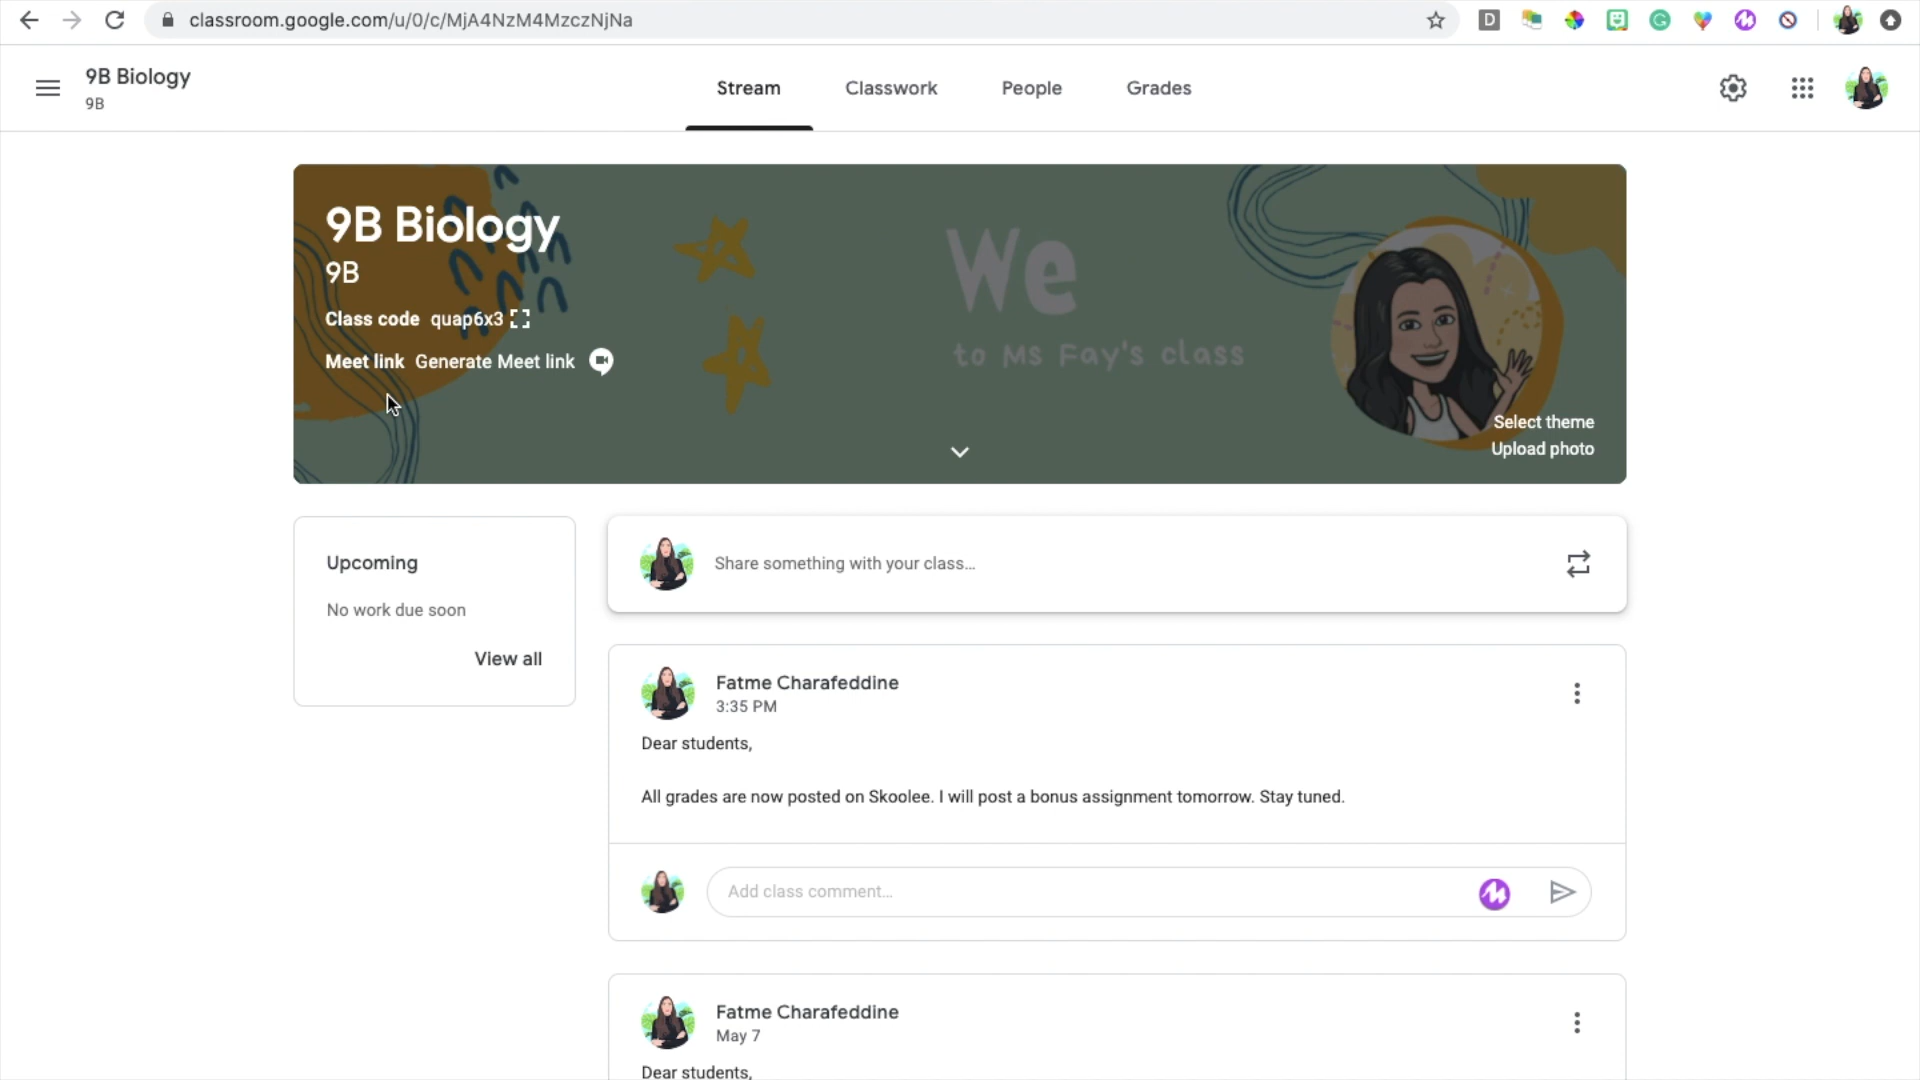 classroom.google.com/u/0/c/MjA4NzM4MzczNjNa
D
9B Biology
9B
Stream
Classwork
People
Grades
9B Biology
9B
Class code quap6x3
Meet link Generate Meet link
We
to Ms Fay's class
Select theme
Upload photo
Upcoming
No work due soon
View all
Share something with your class...
Fatme Charafeddine
3:35 PM
Dear students,
All grades are now posted on Skoolee. I will post a bonus assignment tomorrow. Stay tuned.
Add class comment...
Fatme Charafeddine
May 7
Dear students,